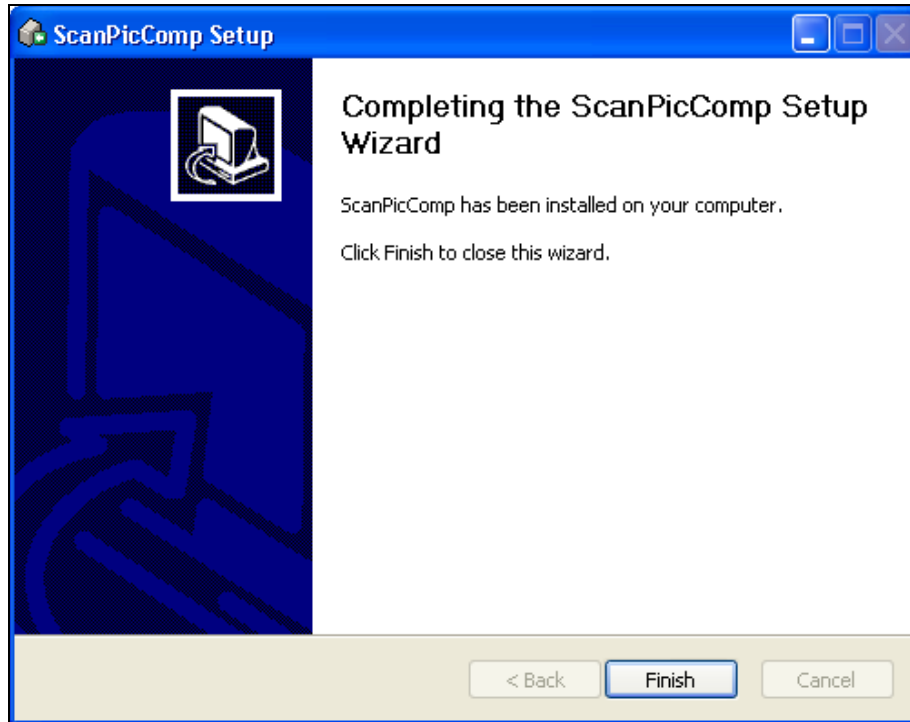 ScanPicComp Setup
Completing the ScanPicComp Setup
Wizard
ScanPicComp has been installed on your computer.
Click Finish to close this wizard.
< Back
Finish
Cancel